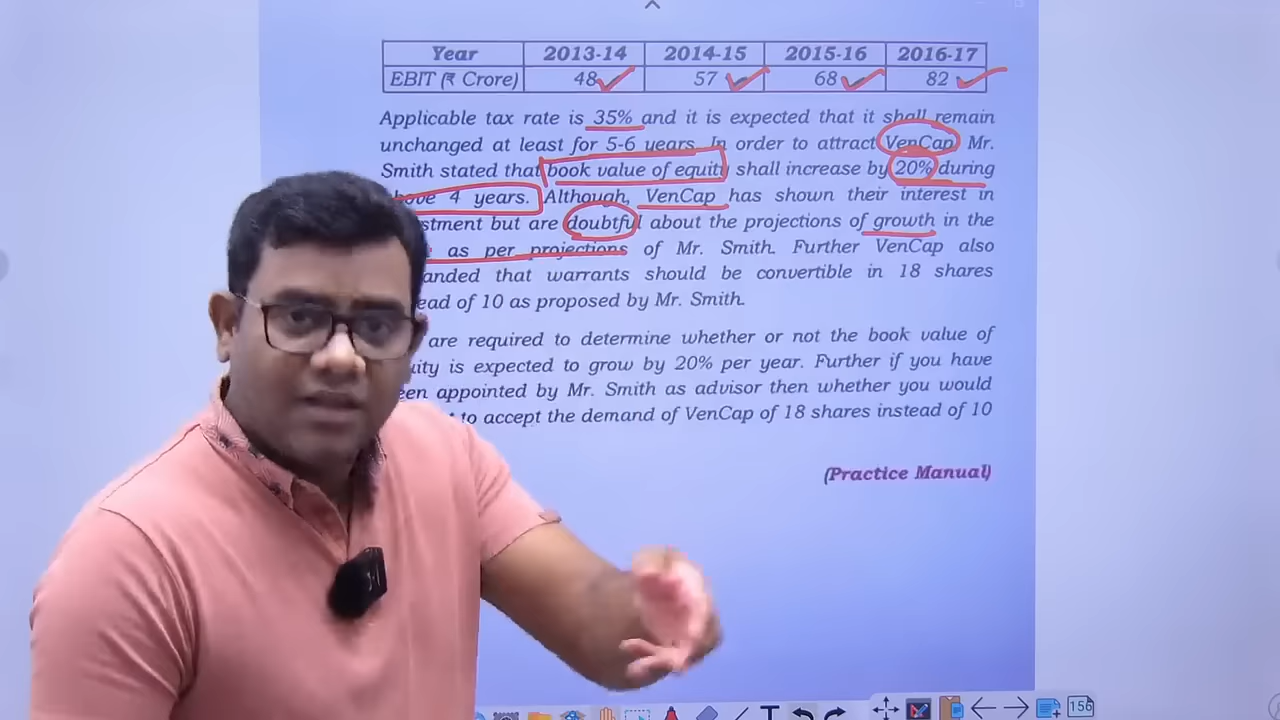 Year 2013-14 2014-15 2015-16 2016-17
EBIT (₹ Crore) 48 57 68 82
Applicable tax rate is 35% and it is expected that it shall remain
unchanged at least for 5-6 years. In order to attract VenCap Mr.
Smith stated that book value of equity shall increase by 20% during
4 years. Although, VenCap has shown their interest in
but are doubtful about the projections of growth in the
as per projections of Mr. Smith. Further VenCap also
that warrants should be convertible in 18 shares
of 10 as proposed by Mr. Smith.
are required to determine whether or not the book value of
is expected to grow by 20% per year. Further if you have
appointed by Mr. Smith as advisor then whether you would
to accept the demand of VenCap of 18 shares instead of 10
(Practice Manual)
T 156